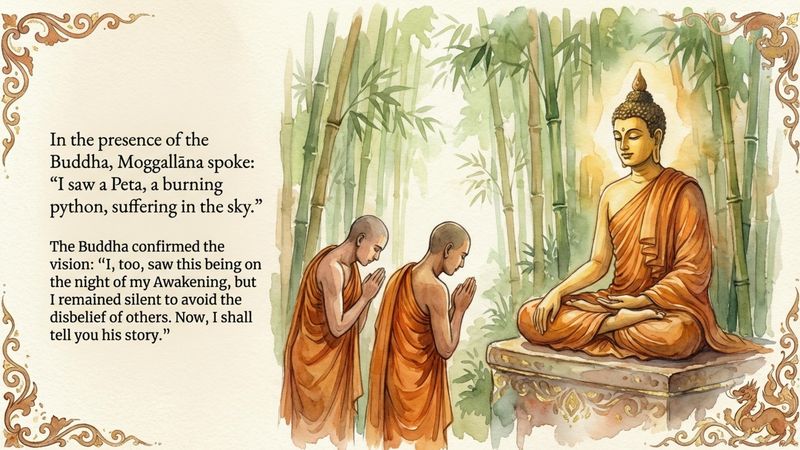 In the presence of the
Buddha, Moggallāna spoke:
“I saw a Peta, a burning
python, suffering in the sky.”
The Buddha confirmed the
vision: “I, too, saw this being on
the night of my Awakening, but
I remained silent to avoid the
disbelief of others. Now, I shall
tell you his story.”